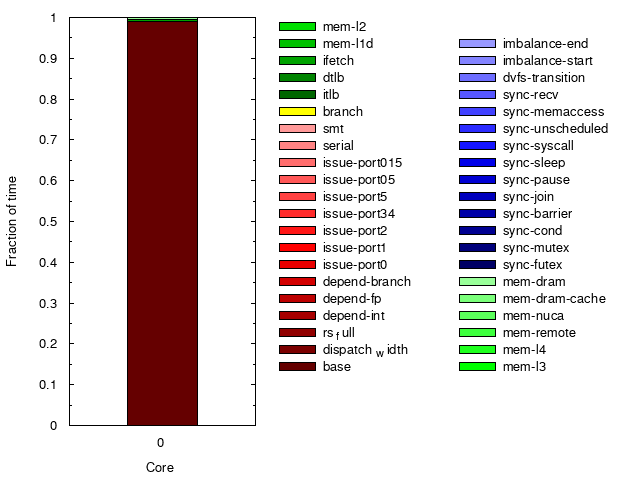 1
0.9
0.8
0.7
0.6
0.5
0.4
0.3
0.2
0.1
0
Fraction of time
0
Core
mem-l2
mem-l1d
ifetch
dtlb
itlb
branch
smt
serial
issue-port015
issue-port05
issue-port5
issue-port34
issue-port2
issue-port1
issue-port0
depend-branch
depend-fp
depend-int
rsfull
dispatchwidth
base
imbalance-end
imbalance-start
dvfs-transition
sync-recv
sync-memaccess
sync-unscheduled
sync-syscall
sync-sleep
sync-pause
sync-join
sync-barrier
sync-cond
sync-mutex
sync-futex
mem-dram
mem-dram-cache
mem-nuca
mem-remote
mem-l4
mem-l3